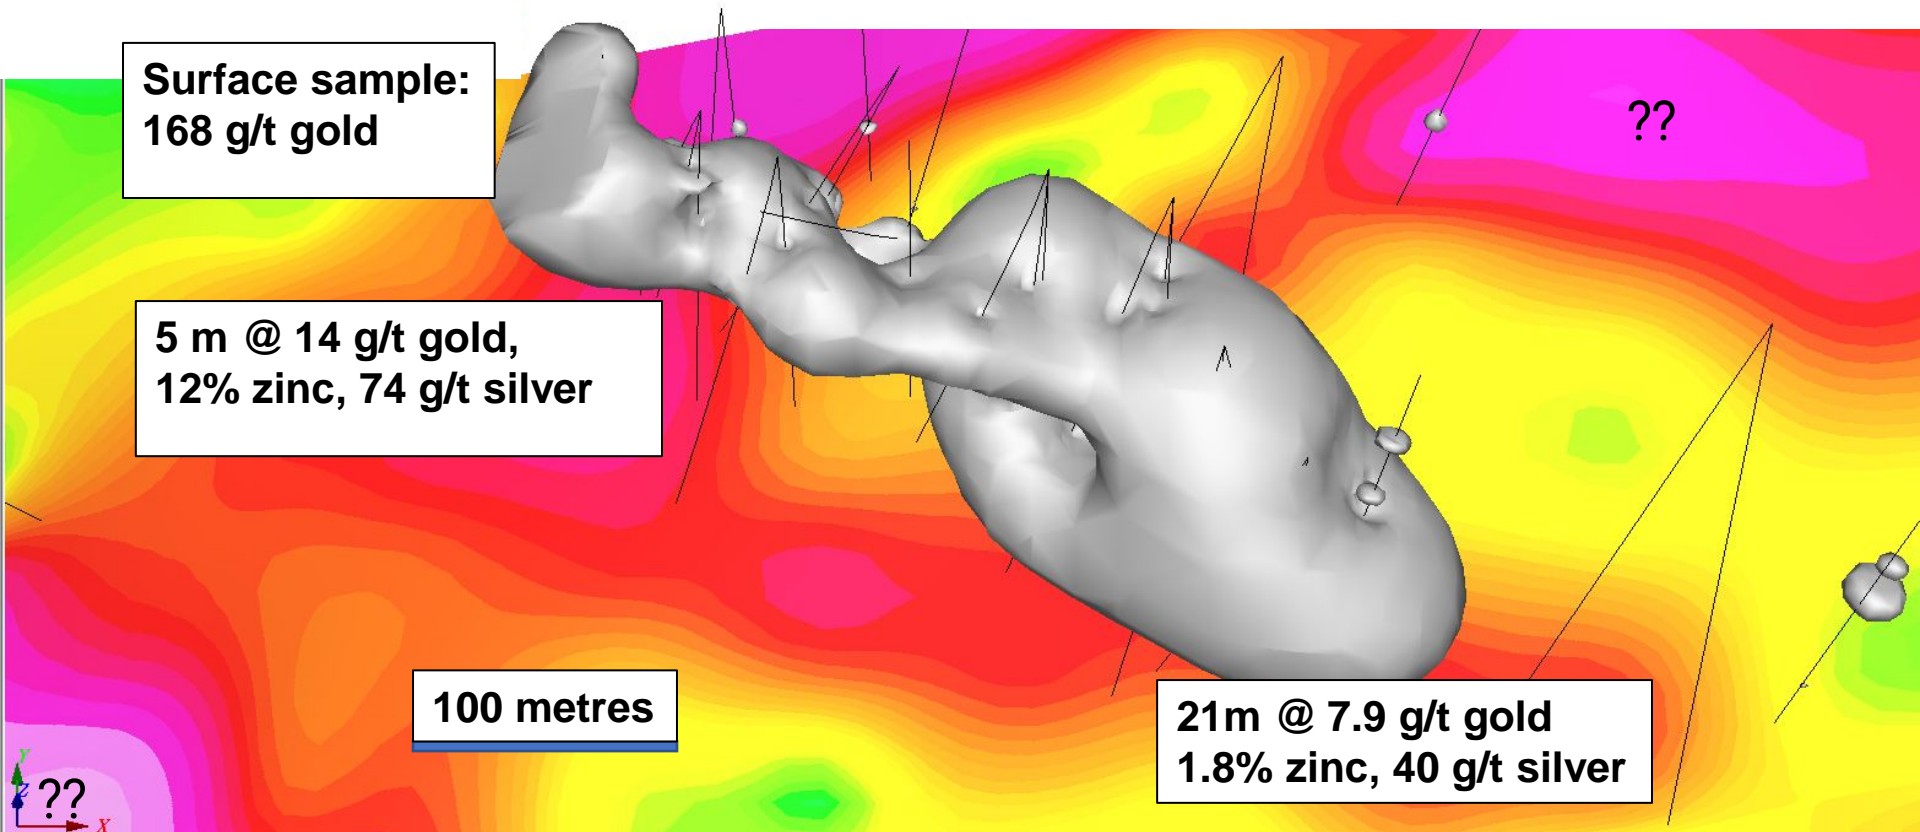 Surface sample:
168 g/t gold
??
5 m @ 14 g/t gold,
12% zinc, 74 g/t silver
100 metres
21m @ 7.9 g/t gold
1.8% zinc, 40 g/t silver
Y
Z
??
X